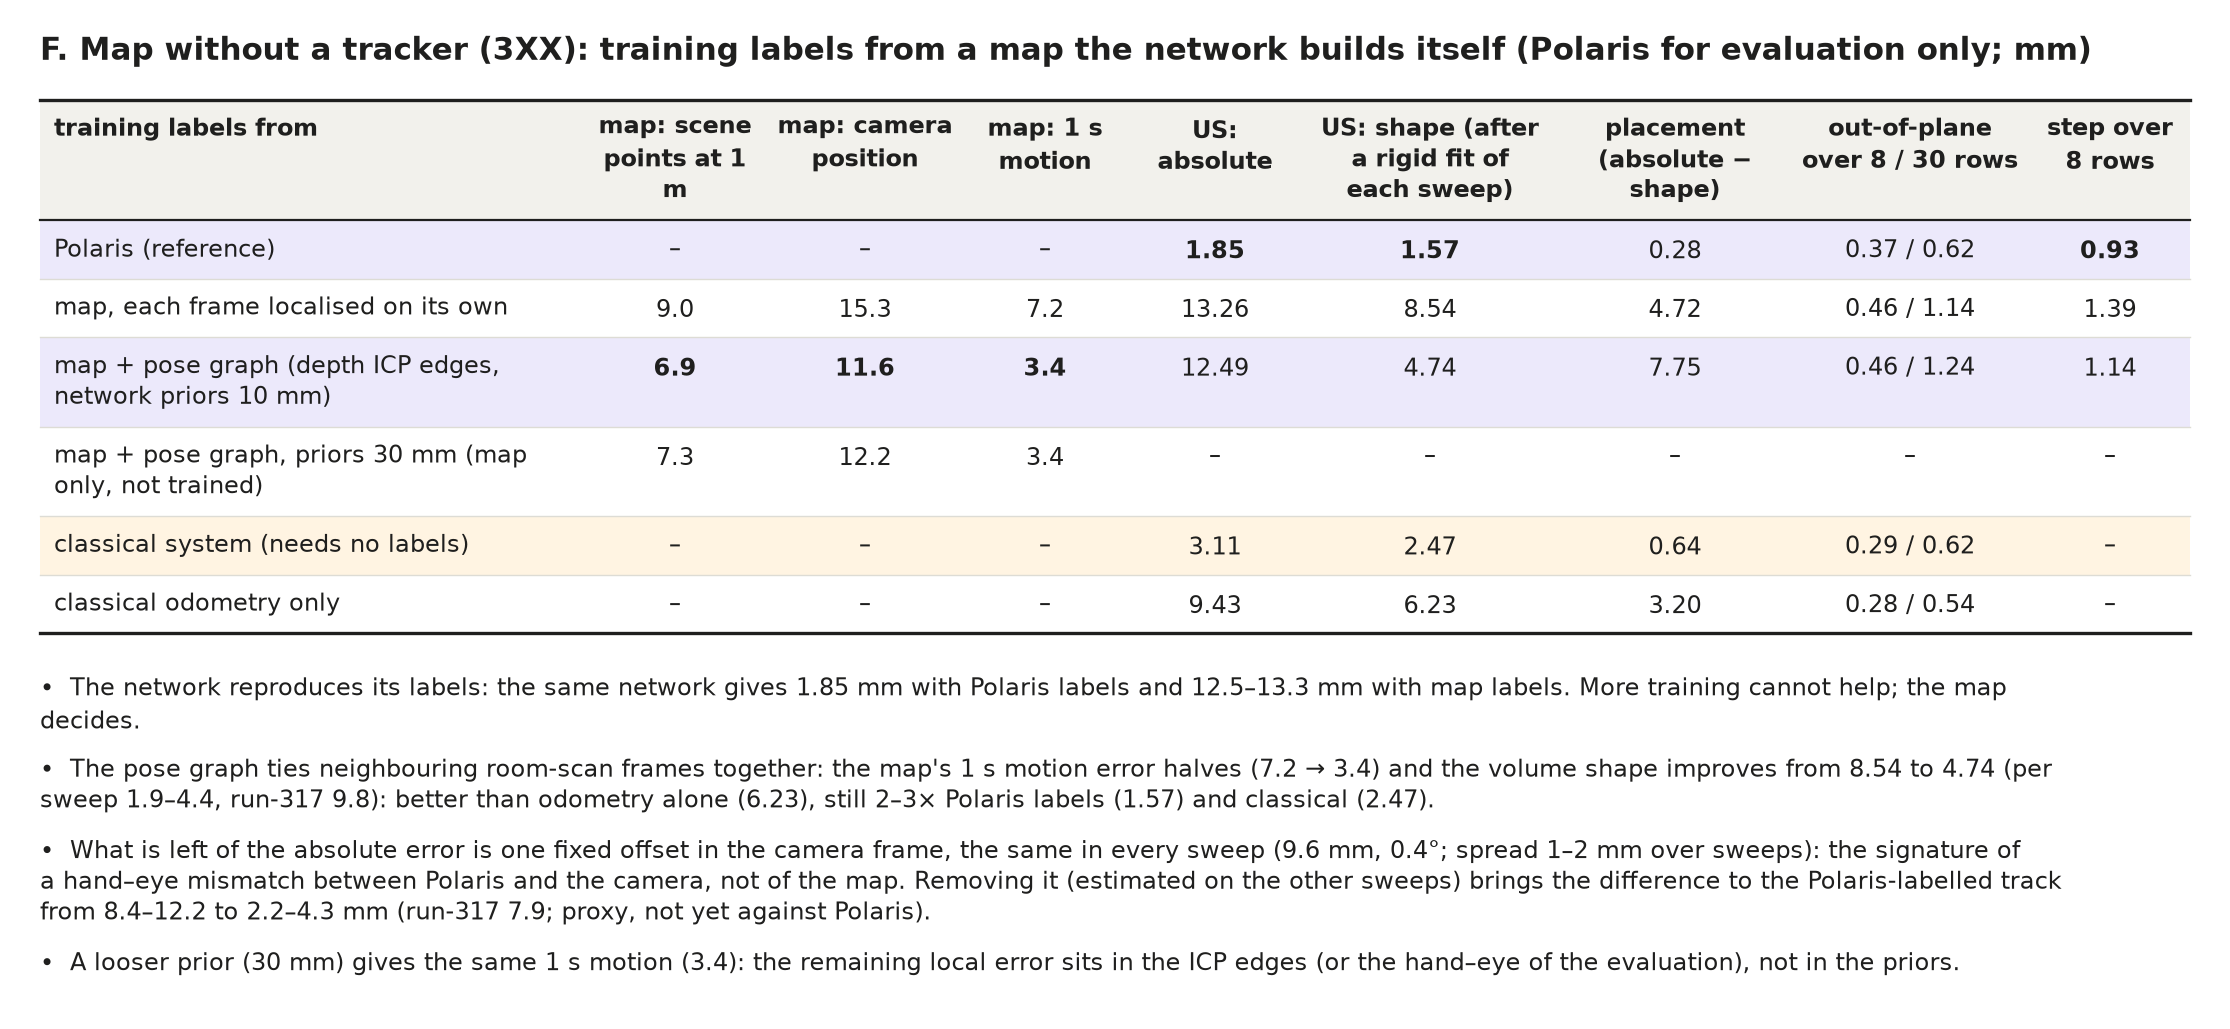 F. Map without a tracker (3XX): training labels from a map the network builds itself (Polaris for evaluation only; mm)
training labels from | map: scene points at 1 m | map: camera position | map: 1 s motion | US: absolute | US: shape (after a rigid fit of each sweep) | placement (absolute − shape) | out-of-plane over 8 / 30 rows | step over 8 rows
Polaris (reference) | – | – | – | 1.85 | 1.57 | 0.28 | 0.37 / 0.62 | 0.93
map, each frame localised on its own | 9.0 | 15.3 | 7.2 | 13.26 | 8.54 | 4.72 | 0.46 / 1.14 | 1.39
map + pose graph (depth ICP edges, network priors 10 mm) | 6.9 | 11.6 | 3.4 | 12.49 | 4.74 | 7.75 | 0.46 / 1.24 | 1.14
map + pose graph, priors 30 mm (map only, not trained) | 7.3 | 12.2 | 3.4 | – | – | – | – | –
classical system (needs no labels) | – | – | – | 3.11 | 2.47 | 0.64 | 0.29 / 0.62 | –
classical odometry only | – | – | – | 9.43 | 6.23 | 3.20 | 0.28 / 0.54 | –
• The network reproduces its labels: the same network gives 1.85 mm with Polaris labels and 12.5–13.3 mm with map labels. More training cannot help; the map
decides.
• The pose graph ties neighbouring room-scan frames together: the map's 1 s motion error halves (7.2 → 3.4) and the volume shape improves from 8.54 to 4.74 (per
sweep 1.9–4.4, run-317 9.8): better than odometry alone (6.23), still 2–3× Polaris labels (1.57) and classical (2.47).
• What is left of the absolute error is one fixed offset in the camera frame, the same in every sweep (9.6 mm, 0.4°; spread 1–2 mm over sweeps): the signature of
a hand–eye mismatch between Polaris and the camera, not of the map. Removing it (estimated on the other sweeps) brings the difference to the Polaris-labelled track
from 8.4–12.2 to 2.2–4.3 mm (run-317 7.9; proxy, not yet against Polaris).
• A looser prior (30 mm) gives the same 1 s motion (3.4): the remaining local error sits in the ICP edges (or the hand–eye of the evaluation), not in the priors.